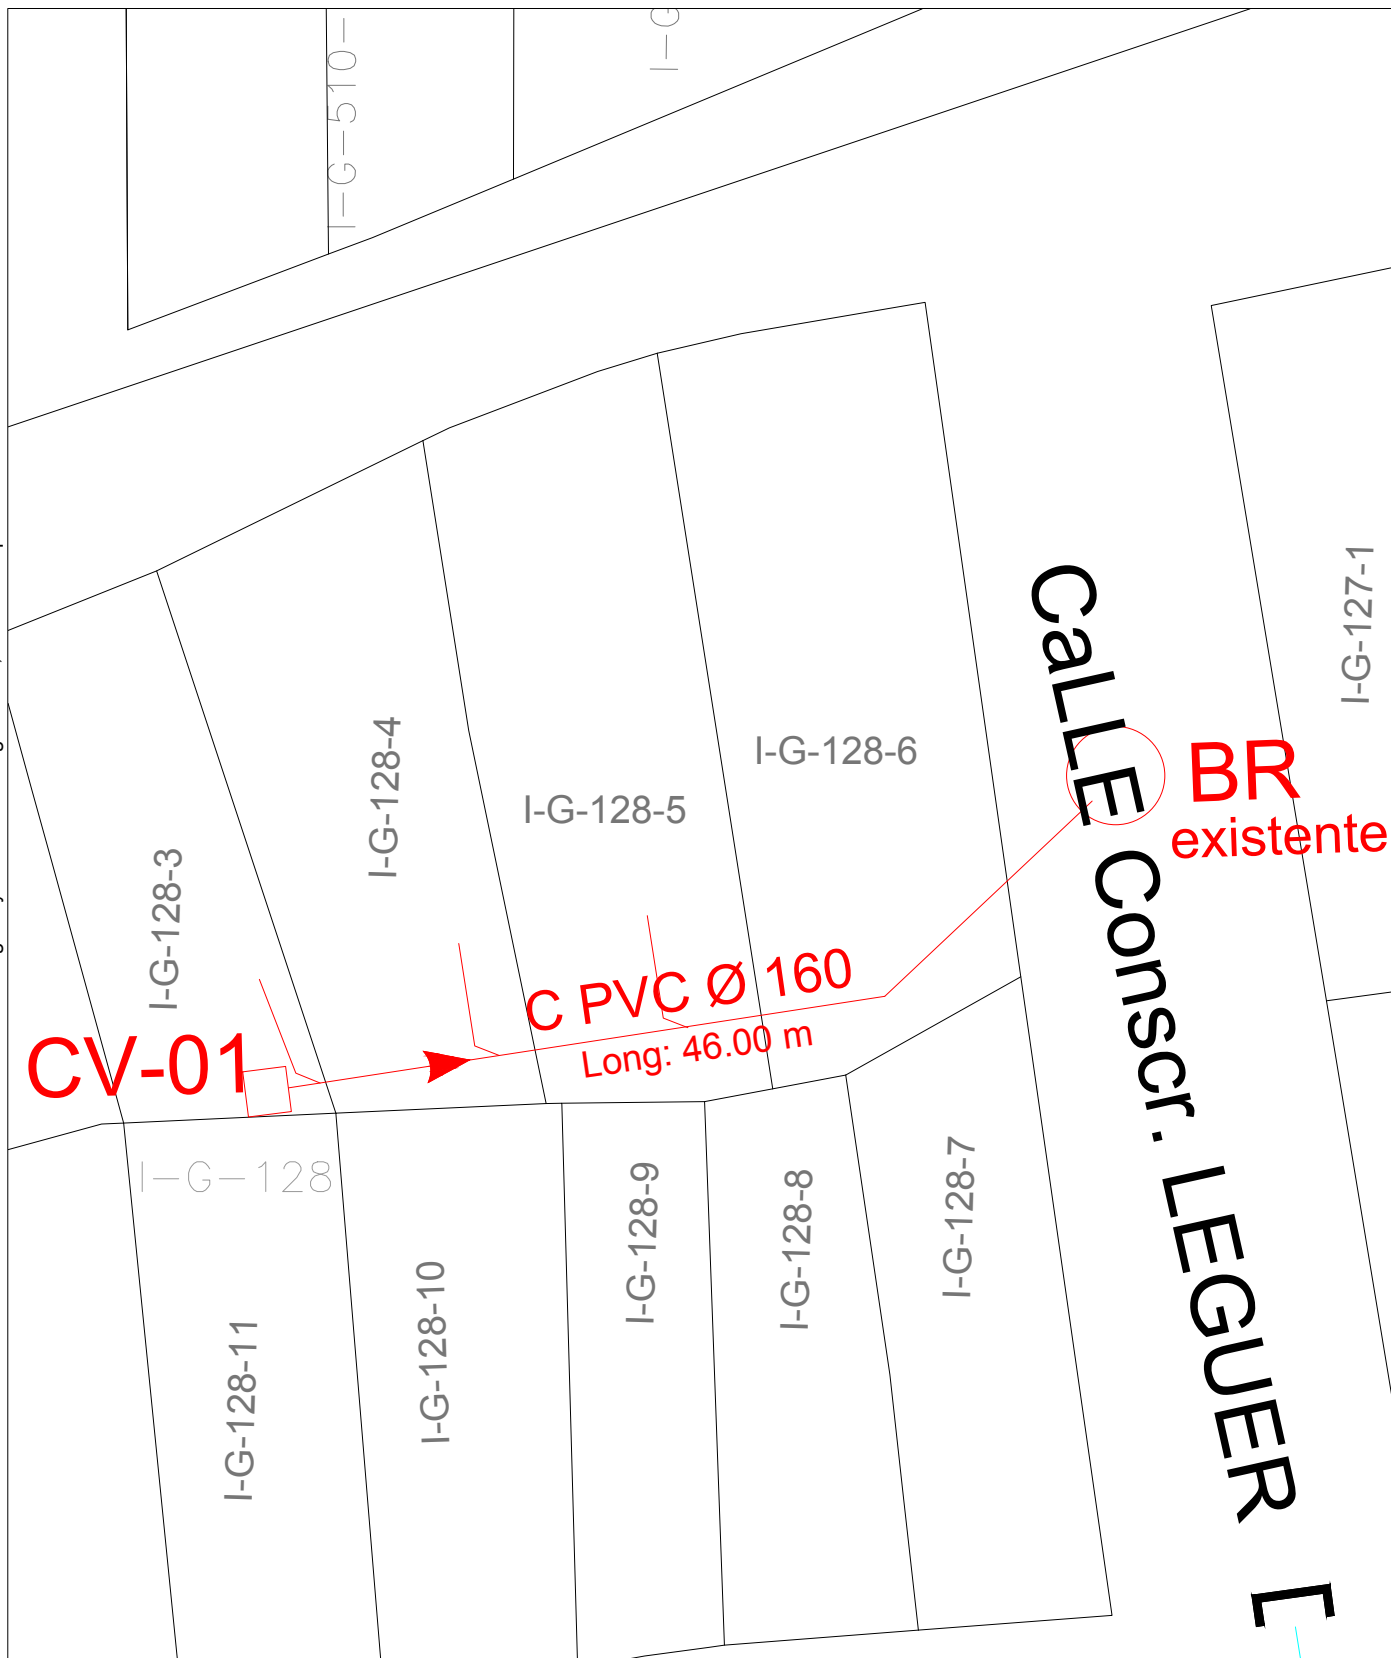 I-G-510-
I-G-127-1
I-G-128-6
I-G-128-5
I-G-128-4
I-G-128-3
CaLLE Conscr. LEGUER
BR
existente
C PVC Ø 160
Long: 46.00 m
CV-01
I-G-128
I-G-128-11
I-G-128-10
I-G-128-9
I-G-128-8
I-G-128-7